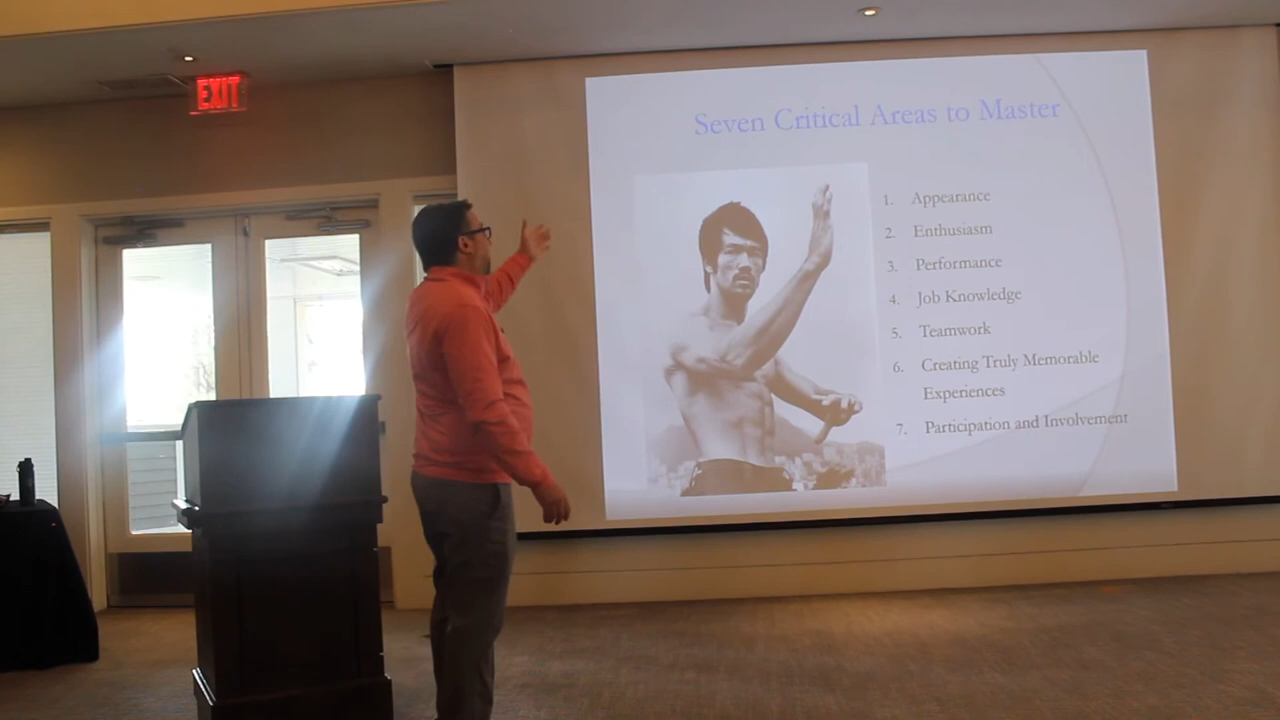 EXIT
Seven Critical Areas to Master
1. Appearance
2. Enthusiasm
3. Performance
4. Job Knowledge
5. Teamwork
6. Creating Truly Memorable
Experiences
7. Participation and Involvement